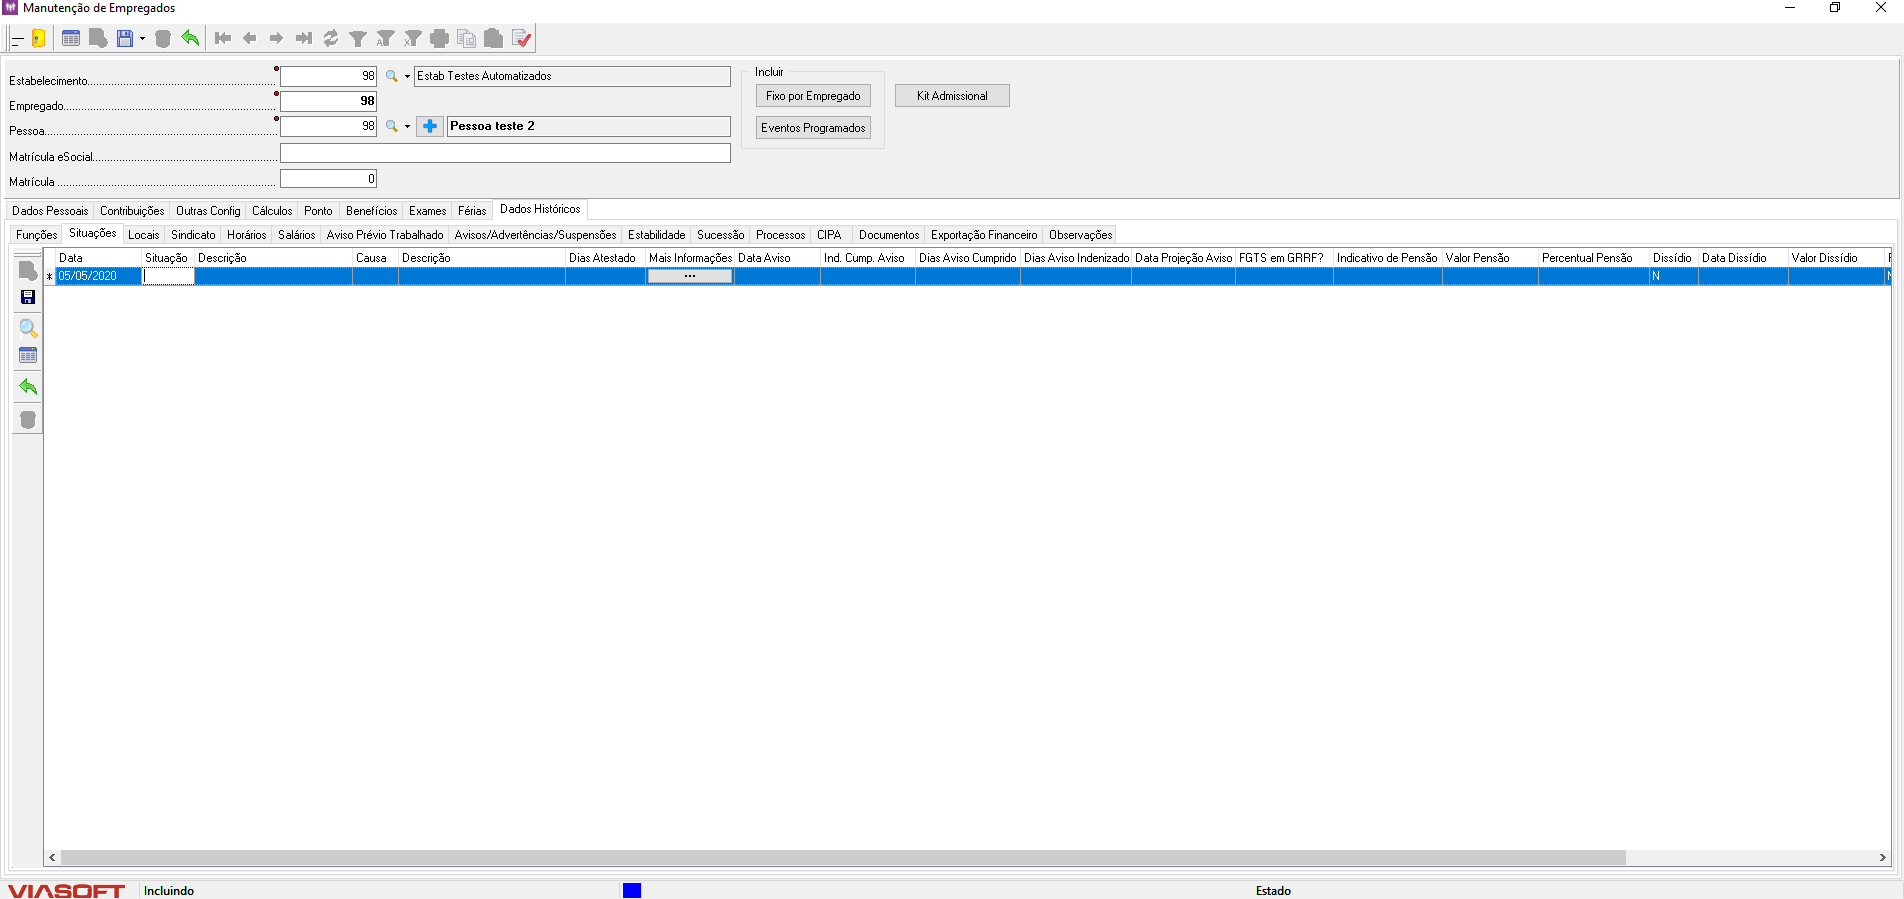 Manutenção de Empregados
Estabelecimento 98 Estab Testes Automatizados
Empregado 98
Pessoa 98 Pessoa teste 2
Matrícula eSocial
Matrícula 0
Incluir
Fixo por Empregado
Eventos Programados
Kit Admissional
Dados Pessoais Contribuições Outras Config Cálculos Ponto Benefícios Exames Férias Dados Históricos
Funções Situações Locais Sindicato Horários Salários Aviso Prévio Trabalhado Avisos/Advertências/Suspensões Estabilidade Sucessão Processos CIPA Documentos Exportação Financeiro Observações
Data Situação Descrição Causa Descrição Dias Atestado Mais Informações Data Aviso Ind. Cump. Aviso Dias Aviso Cumprido Dias Aviso Indenizado Data Projeção Aviso FGTS em GRRF? Indicativo de Pensão Valor Pensão Percentual Pensão Dissídio Data Dissídio Valor Dissídio
* 05/05/2020 ... N
VIASOFT Incluindo Estado